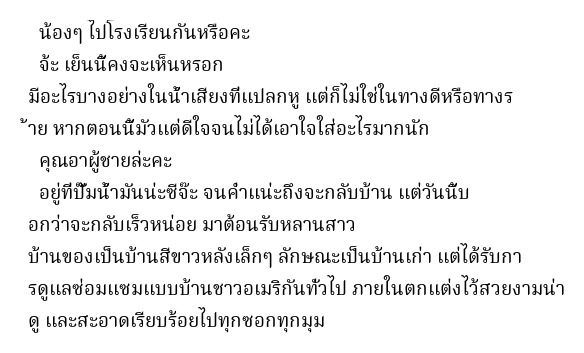 น้องๆ ไปโรงเรียนกันหรือคะ
จ้ะ เย็นนี้คงจะเห็นหรอก
มีอะไรบางอย่างในน้ำเสียงที่แปลกหู แต่ก็ไม่ใช่ในทางดีหรือทางร
้าย หากตอนนี้มัวแต่ดีใจจนไม่ได้เอาใจใส่อะไรมากนัก
คุณอาผู้ชายล่ะคะ
อยู่ที่ปั๊มน้ำมันน่ะซีจ๊ะ จนค่ำแน่ะถึงจะกลับบ้าน แต่วันนี้บ
อกว่าจะกลับเร็วหน่อย มาต้อนรับหลานสาว
บ้านของเป็นบ้านสีขาวหลังเล็กๆ ลักษณะเป็นบ้านเก่า แต่ได้รับกา
รดูแลซ่อมแซมแบบบ้านชาวอเมริกันทั่วไป ภายในตกแต่งไว้สวยงามน่า
ดู และสะอาดเรียบร้อยไปทุกซอกทุกมุม